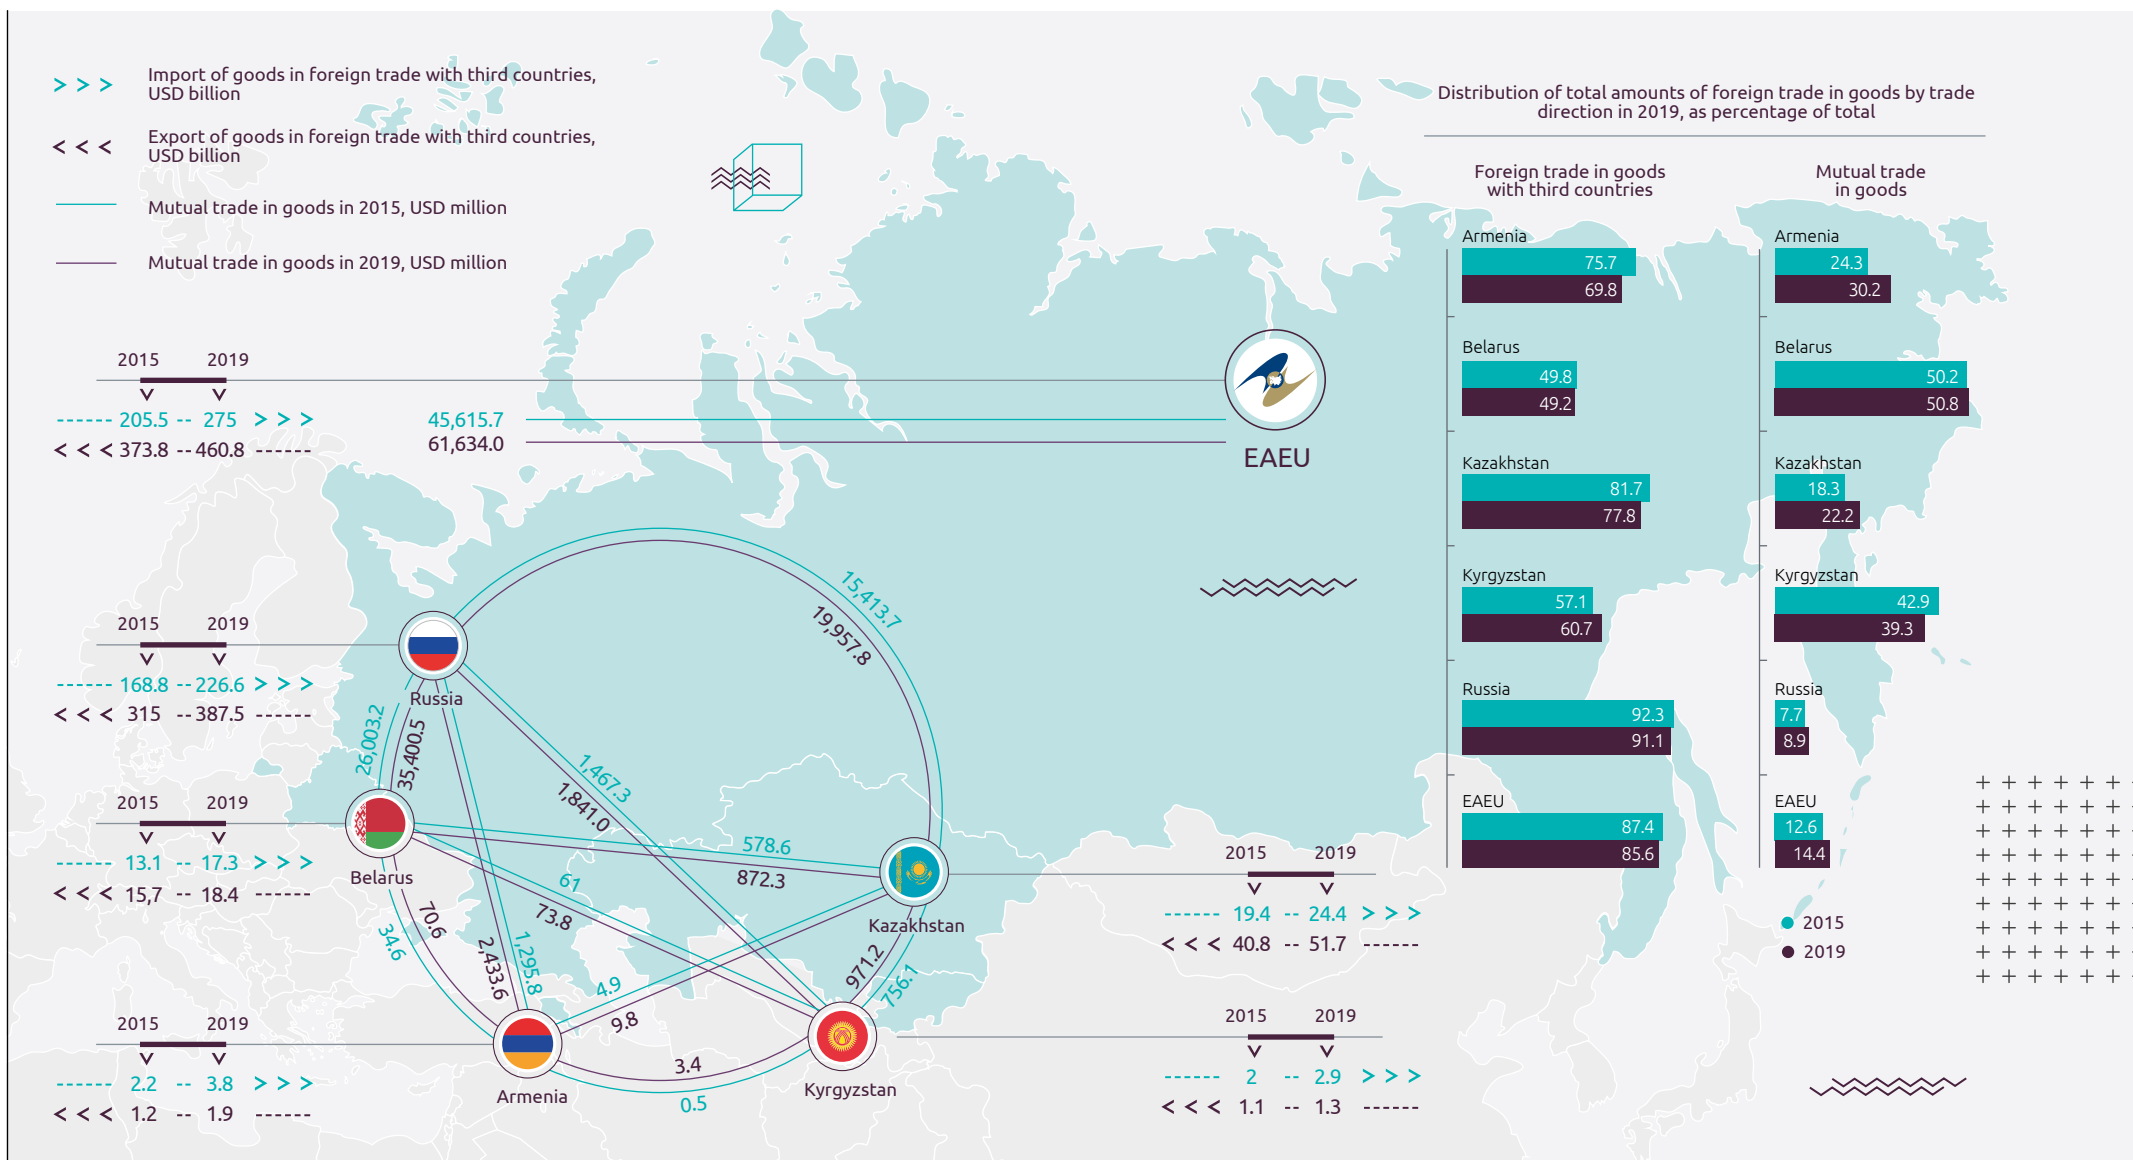 Import of goods in foreign trade with third countries,
USD billion
Export of goods in foreign trade with third countries,
USD billion
Mutual trade in goods in 2015, USD million
Mutual trade in goods in 2019, USD million
2015 2019
205.5 -- 275
373.8 -- 460.8
45,615.7
61,634.0
EAEU
2015 2019
168.8 -- 226.6
315 -- 387.5
Russia
2015 2019
13.1 -- 17.3
15,7 -- 18.4
Belarus
2015 2019
2.2 -- 3.8
1.2 -- 1.9
Armenia
15,413.7
19,957.8
26,003.2
35,400.5
1,467.3
1,841.0
578.6
872.3
61
73.8
70.6
34.6
2,433.6
1,295.8
4.9
9.8
971.2
756.1
3.4
0.5
Kazakhstan
2015 2019
19.4 -- 24.4
40.8 -- 51.7
Kyrgyzstan
2015 2019
2 -- 2.9
1.1 -- 1.3
Distribution of total amounts of foreign trade in goods by trade
direction in 2019, as percentage of total
Foreign trade in goods
with third countries
Armenia
75.7
69.8
Belarus
49.8
49.2
Kazakhstan
81.7
77.8
Kyrgyzstan
57.1
60.7
Russia
92.3
91.1
EAEU
87.4
85.6
Mutual trade
in goods
Armenia
24.3
30.2
Belarus
50.2
50.8
Kazakhstan
18.3
22.2
Kyrgyzstan
42.9
39.3
Russia
7.7
8.9
EAEU
12.6
14.4
2015
2019